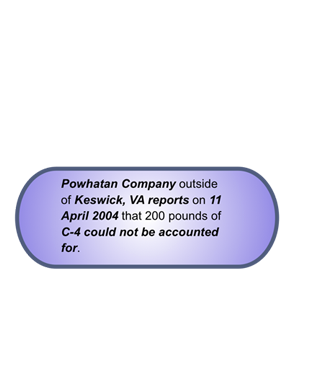 Powhatan Company outside
of Keswick, VA reports on 11
April 2004 that 200 pounds of
C-4 could not be accounted
for.